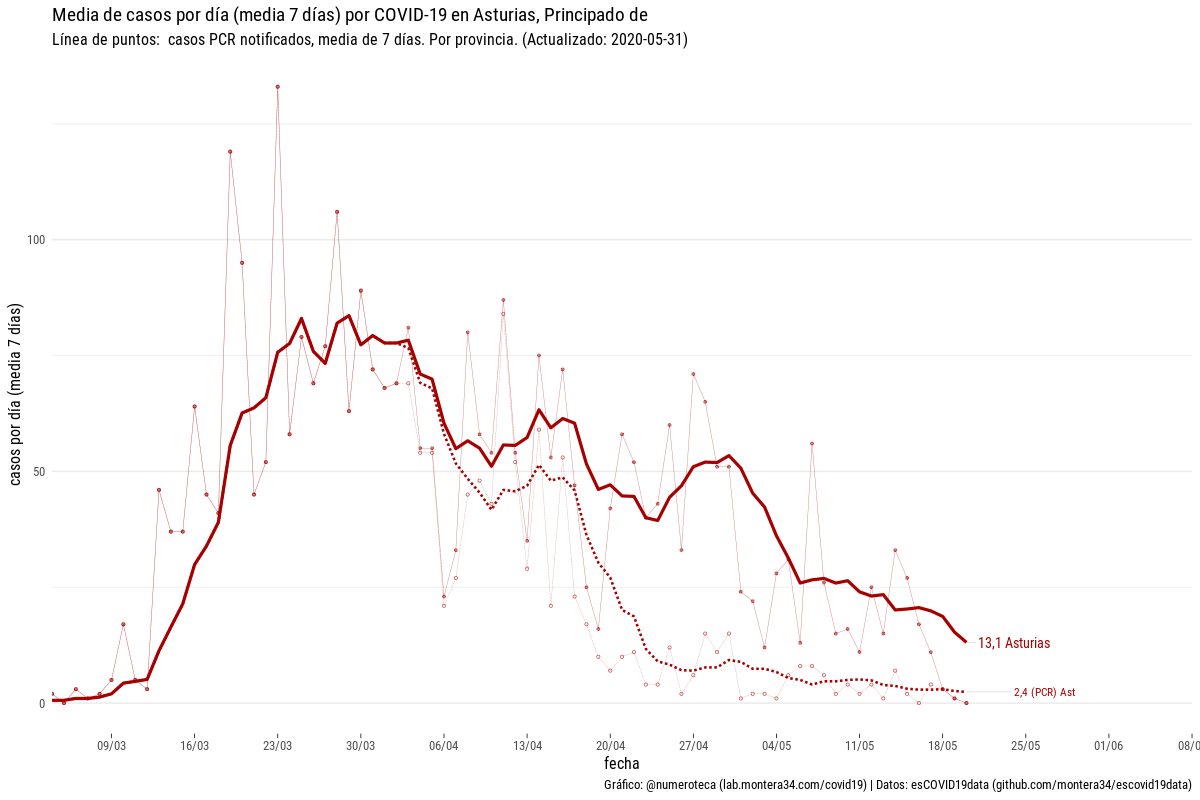 Media de casos por día (media 7 días) por COVID-19 en Asturias, Principado de
Línea de puntos:  casos PCR notificados, media de 7 días. Por provincia. (Actualizado: 2020-05-31)
casos por día (media 7 días)
100
50
0
13,1 Asturias
2,4 (PCR) Ast
09/03 16/03 23/03 30/03 06/04 13/04 20/04 27/04 04/05 11/05 18/05 25/05 01/06 08/0
fecha
Gráfico: @numeroteca (lab.montera34.com/covid19) | Datos: esCOVID19data (github.com/montera34/escovid19data)